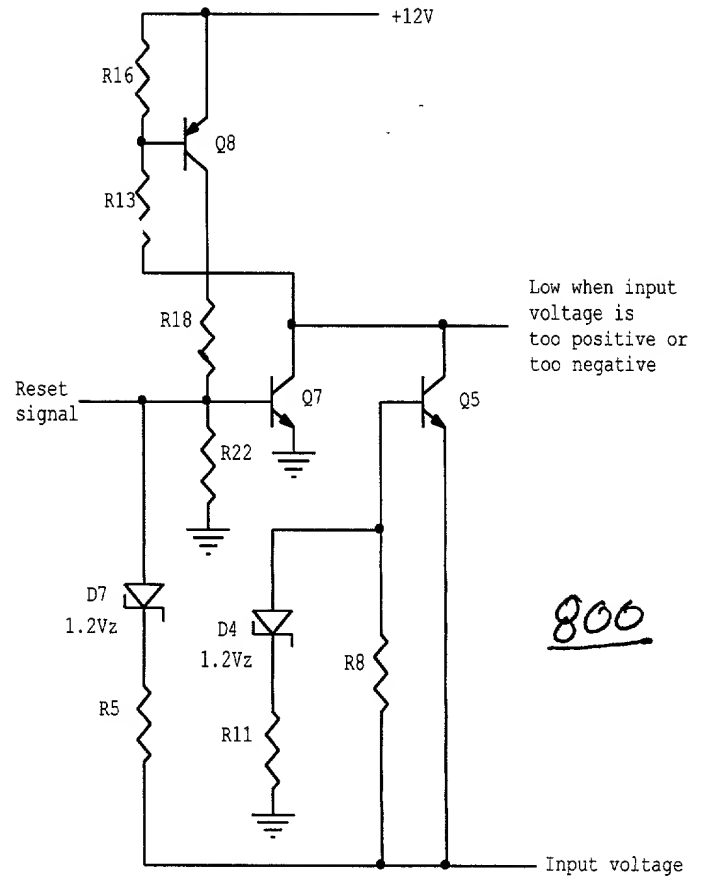 +12V
R16
Q8
R13
Low when input
voltage is
too positive or
too negative
R18
Reset
signal
Q7
Q5
R22
D7
1.2Vz
D4
1.2Vz
R8
800
R5
R11
Input voltage